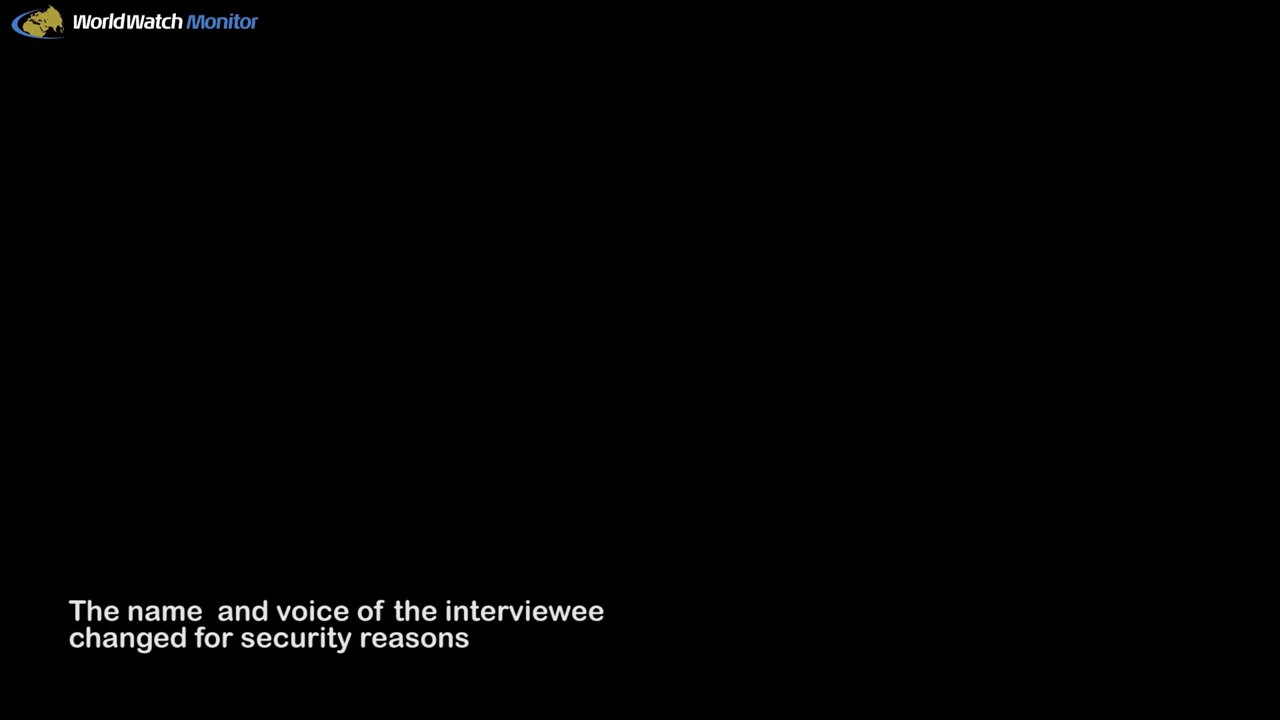 WorldWatch Monitor
The name and voice of the interviewee
changed for security reasons